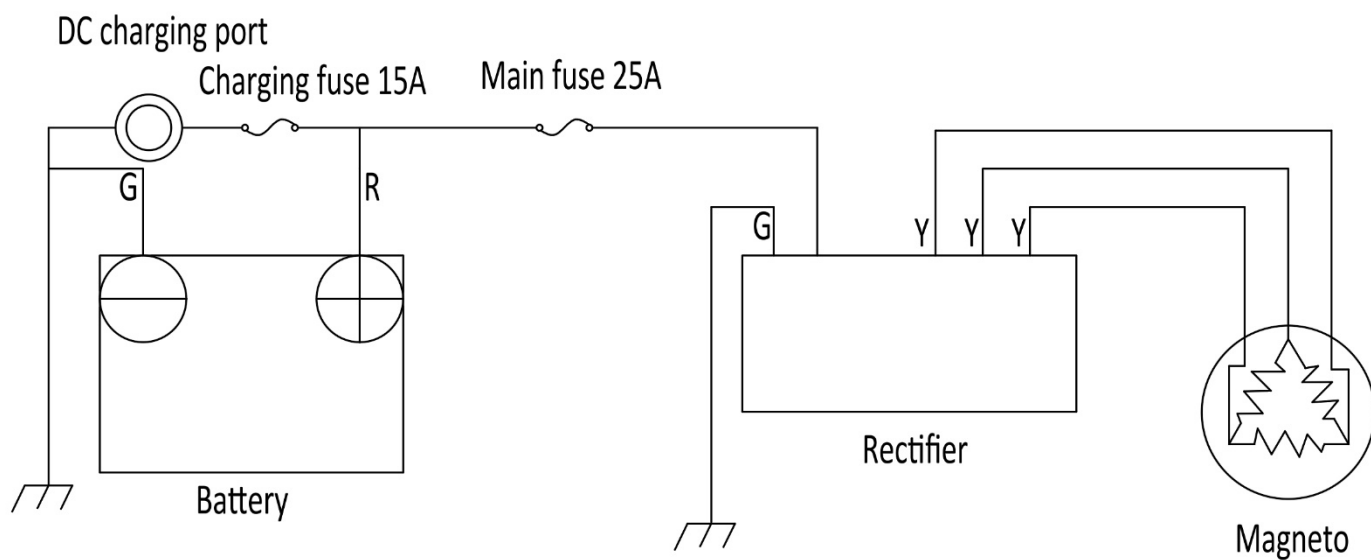 DC charging port
Charging fuse 15A
Main fuse 25A
G
R
G
Y
Y
Y
Battery
Rectifier
Magneto